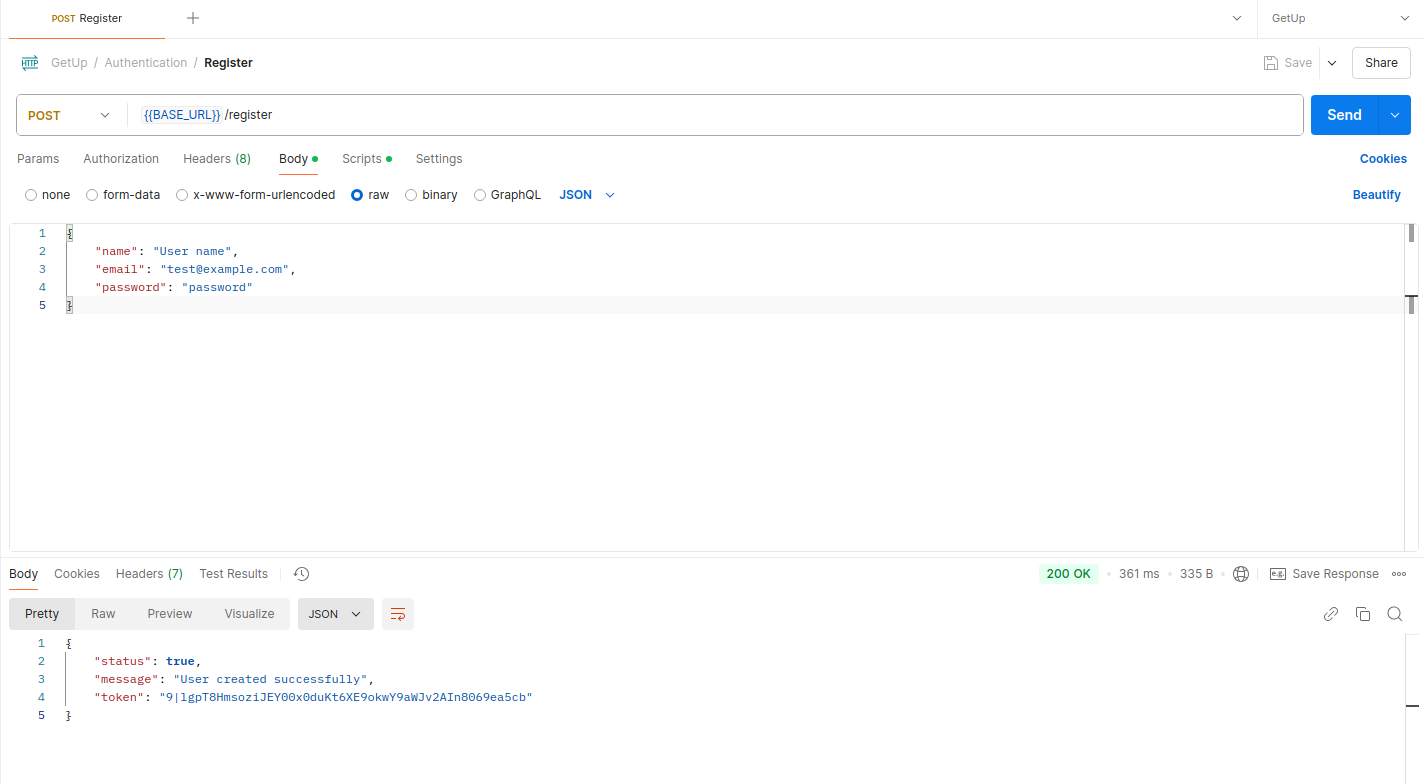 POST Register
GetUp
HTTP GetUp / Authentication / Register
Save
Share
POST
{{BASE_URL}} /register
Send
Params Authorization Headers (8) Body Scripts Settings
Cookies
none form-data x-www-form-urlencoded raw binary GraphQL JSON
Beautify
1 {
2 "name": "User name",
3 "email": "test@example.com",
4 "password": "password"
5 }
Body Cookies Headers (7) Test Results
200 OK 361 ms 335 B e.g. Save Response
Pretty Raw Preview Visualize JSON
1 {
2 "status": true,
3 "message": "User created successfully",
4 "token": "9|lgpT8HmsoziJEY00x0duKt6XE9okwY9aWJv2AIn8069ea5cb"
5 }